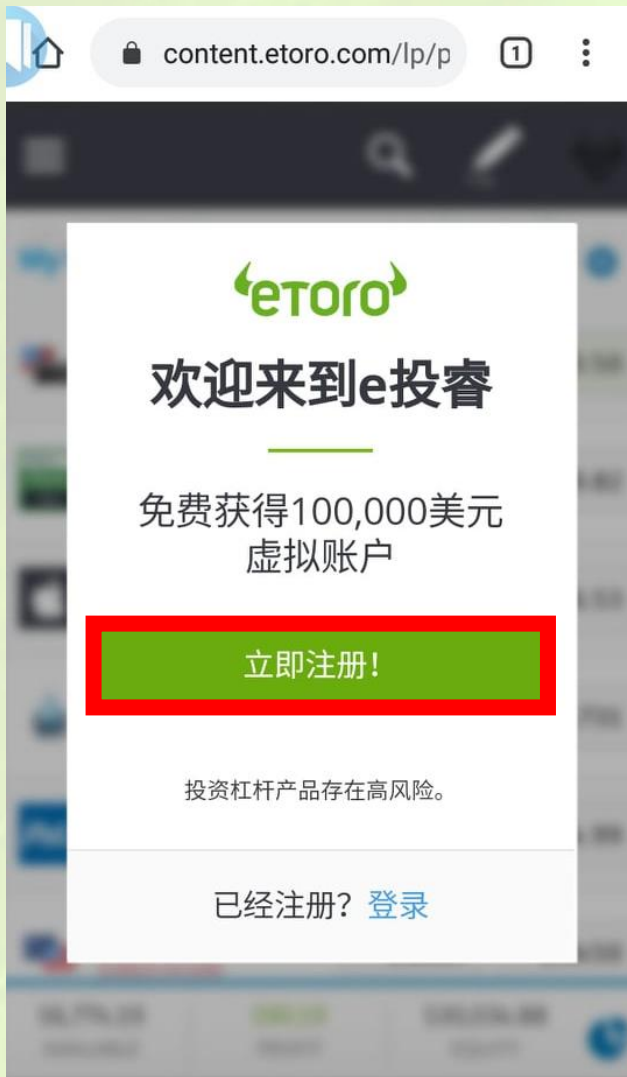 content.etoro.com/lp/p
1
etoro
欢迎来到e投睿
免费获得100,000美元
虚拟账户
立即注册！
投资杠杆产品存在高风险。
已经注册？登录